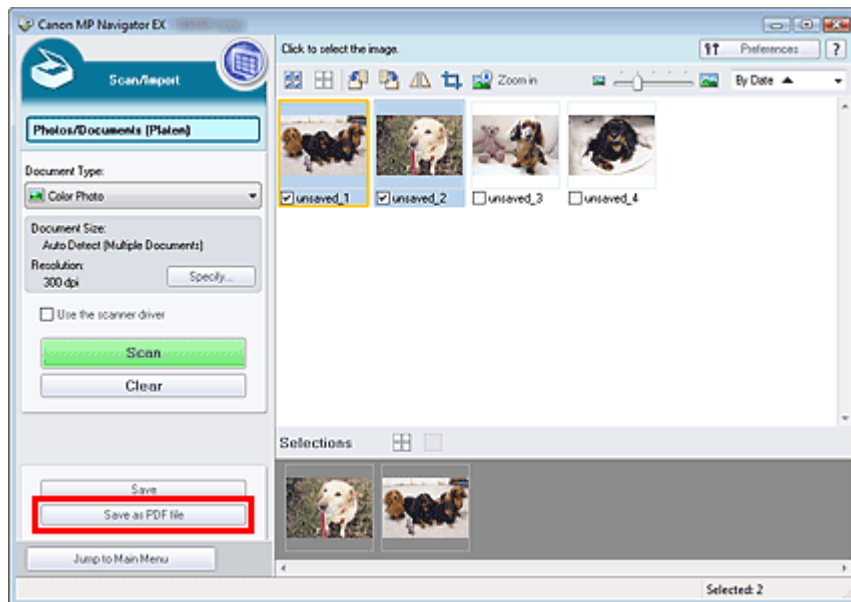 Canon MP Navigator EX
Click to select the image.
Preferences
?
Scan/Import
Zoom in
By Date
Photos/Documents (Platen)
Document Type:
Color Photo
unsaved_1
unsaved_2
unsaved_3
unsaved_4
Document Size:
Auto Detect (Multiple Documents)
Resolution:
300 dpi
Specify...
Use the scanner driver
Scan
Clear
Selections
Save
Save as PDF file
Jump to Main Menu
Selected: 2